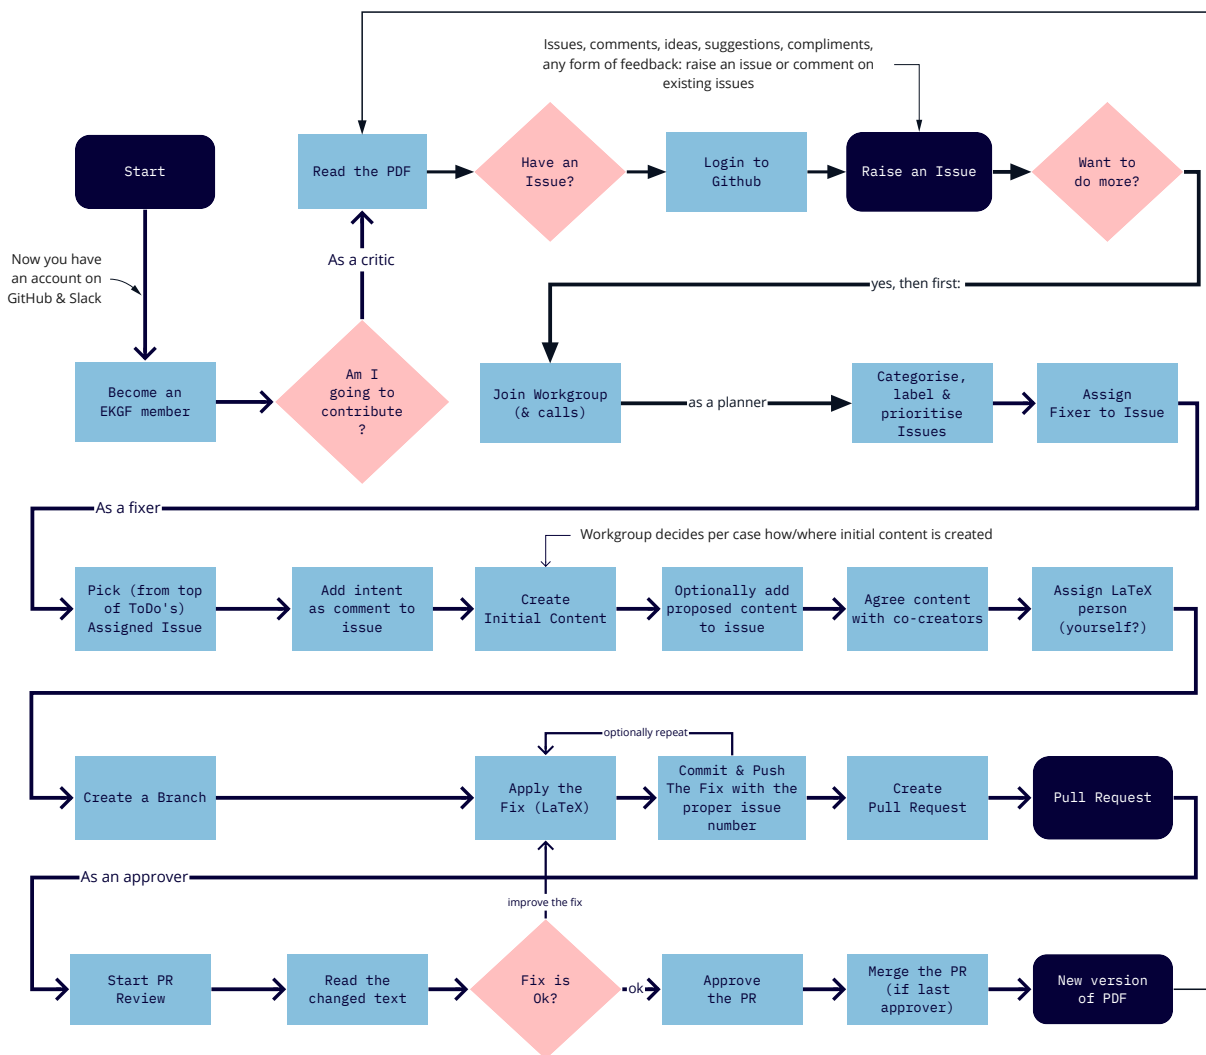 Issues, comments, ideas, suggestions, compliments,
any form of feedback: raise an issue or comment on
existing issues
Start
Read the PDF
Have an
Issue?
Login to
Github
Raise an Issue
Want to
do more?
Now you have
an account on
GitHub & Slack
As a critic
yes, then first:
Become an
EKGF member
Am I
going to
contribute
?
Join Workgroup
(& calls)
as a planner
Categorise,
label &
prioritise
Issues
Assign
Fixer to Issue
As a fixer
Workgroup decides per case how/where initial content is created
Pick (from top
of ToDo's)
Assigned Issue
Add intent
as comment to
issue
Create
Initial Content
Optionally add
proposed content
to issue
Agree content
with co-creators
Assign LaTeX
person
(yourself?)
optionally repeat
Create a Branch
Apply the
Fix (LaTeX)
Commit & Push
The Fix with the
proper issue
number
Create
Pull Request
Pull Request
As an approver
improve the fix
Start PR
Review
Read the
changed text
Fix is
Ok?
ok
Approve
the PR
Merge the PR
(if last
approver)
New version
of PDF